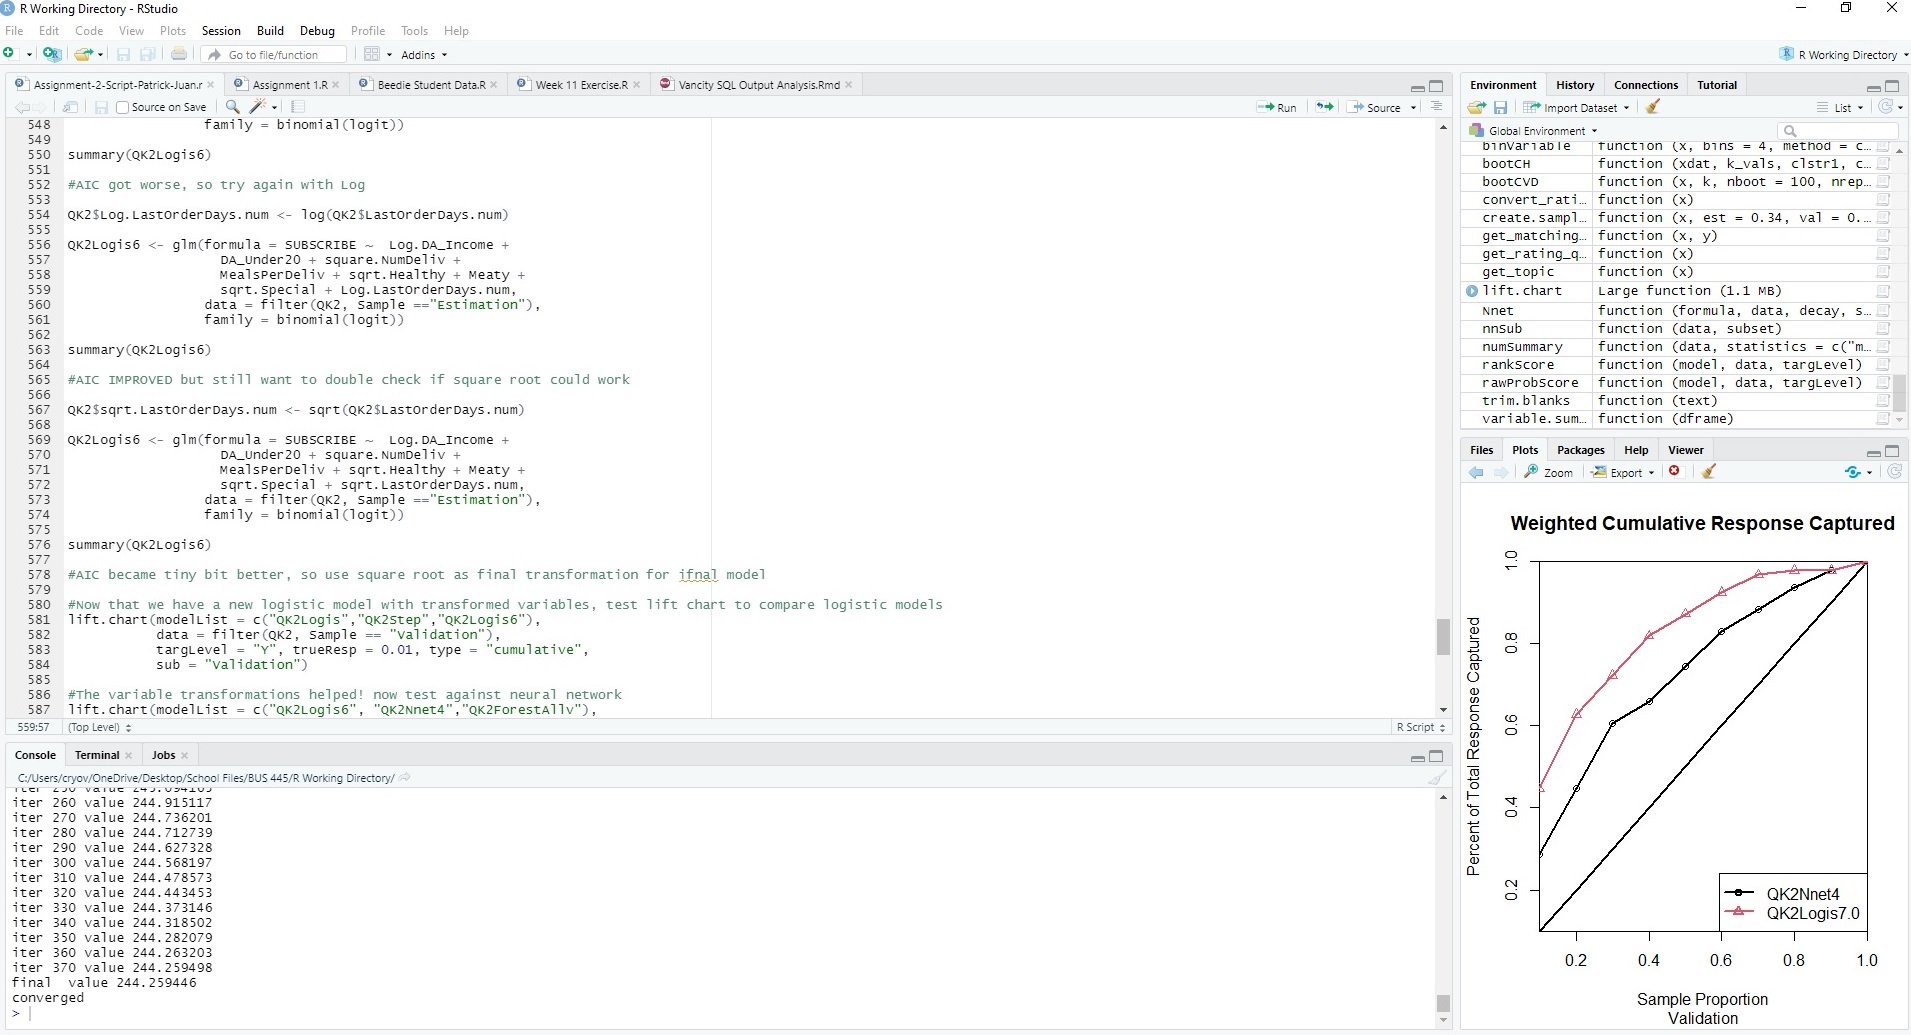 R Working Directory - RStudio
File Edit Code View Plots Session Build Debug Profile Tools Help
Go to file/function Addins R Working Directory
Assignment-2-Script-Patrick-Juan.r Assignment 1.R Beedie Student Data.R Week 11 Exercise.R Vancity SQL Output Analysis.Rmd
Source on Save Run Source
548 family = binomial(logit))
549
550 summary(QK2Logis6)
551
552 #AIC got worse, so try again with Log
553
554 QK2$Log.LastOrderDays.num <- log(QK2$LastOrderDays.num)
555
556 QK2Logis6 <- glm(formula = SUBSCRIBE ~ Log.DA_Income +
557 DA_Under20 + square.NumDeliv +
558 MealsPerDeliv + sqrt.Healthy + Meaty +
559 sqrt.Special + Log.LastOrderDays.num,
560 data = filter(QK2, Sample =="Estimation"),
561 family = binomial(logit))
562
563 summary(QK2Logis6)
564
565 #AIC IMPROVED but still want to double check if square root could work
566
567 QK2$sqrt.LastOrderDays.num <- sqrt(QK2$LastOrderDays.num)
568
569 QK2Logis6 <- glm(formula = SUBSCRIBE ~ Log.DA_Income +
570 DA_Under20 + square.NumDeliv +
571 MealsPerDeliv + sqrt.Healthy + Meaty +
572 sqrt.Special + sqrt.LastOrderDays.num,
573 data = filter(QK2, Sample =="Estimation"),
574 family = binomial(logit))
575
576 summary(QK2Logis6)
577
578 #AIC became tiny bit better, so use square root as final transformation for ifnal model
579
580 #Now that we have a new logistic model with transformed variables, test lift chart to compare logistic models
581 lift.chart(modelList = c("QK2Logis","QK2Step","QK2Logis6"),
582 data = filter(QK2, Sample == "Validation"),
583 targLevel = "Y", trueResp = 0.01, type = "cumulative",
584 sub = "Validation")
585
586 #The variable transformations helped! now test against neural network
587 lift.chart(modelList = c("QK2Logis6", "QK2Nnet4","QK2ForestAllv"),
559:57 (Top Level) R Script
Console Terminal Jobs
C:/Users/cryov/OneDrive/Desktop/School Files/BUS 445/R Working Directory/
iter 250 value 245.094165
iter 260 value 244.915117
iter 270 value 244.736201
iter 280 value 244.712739
iter 290 value 244.627328
iter 300 value 244.568197
iter 310 value 244.478573
iter 320 value 244.443453
iter 330 value 244.373146
iter 340 value 244.318502
iter 350 value 244.282079
iter 360 value 244.263203
iter 370 value 244.259498
final value 244.259446
converged
>
Environment History Connections Tutorial
Import Dataset List
Global Environment
binVariable function (x, bins = 4, method = c…
bootCH function (xdat, k_vals, clstr1, c…
bootCVD function (x, k, nboot = 100, nrep…
convert_rati… function (x)
create.sampl… function (x, est = 0.34, val = 0.…
get_matching… function (x, y)
get_rating_q… function (x)
get_topic function (x)
lift.chart Large function (1.1 MB)
Nnet function (formula, data, decay, s…
nnSub function (data, subset)
numSummary function (data, statistics = c("m…
rankScore function (model, data, targLevel)
rawProbScore function (model, data, targLevel)
trim.blanks function (text)
variable.sum… function (dframe)
Files Plots Packages Help Viewer
Zoom Export
Weighted Cumulative Response Captured
Percent of Total Response Captured
1.0
0.8
0.6
0.4
0.2
QK2Nnet4
QK2Logis7.0
0.2 0.4 0.6 0.8 1.0
Sample Proportion
Validation